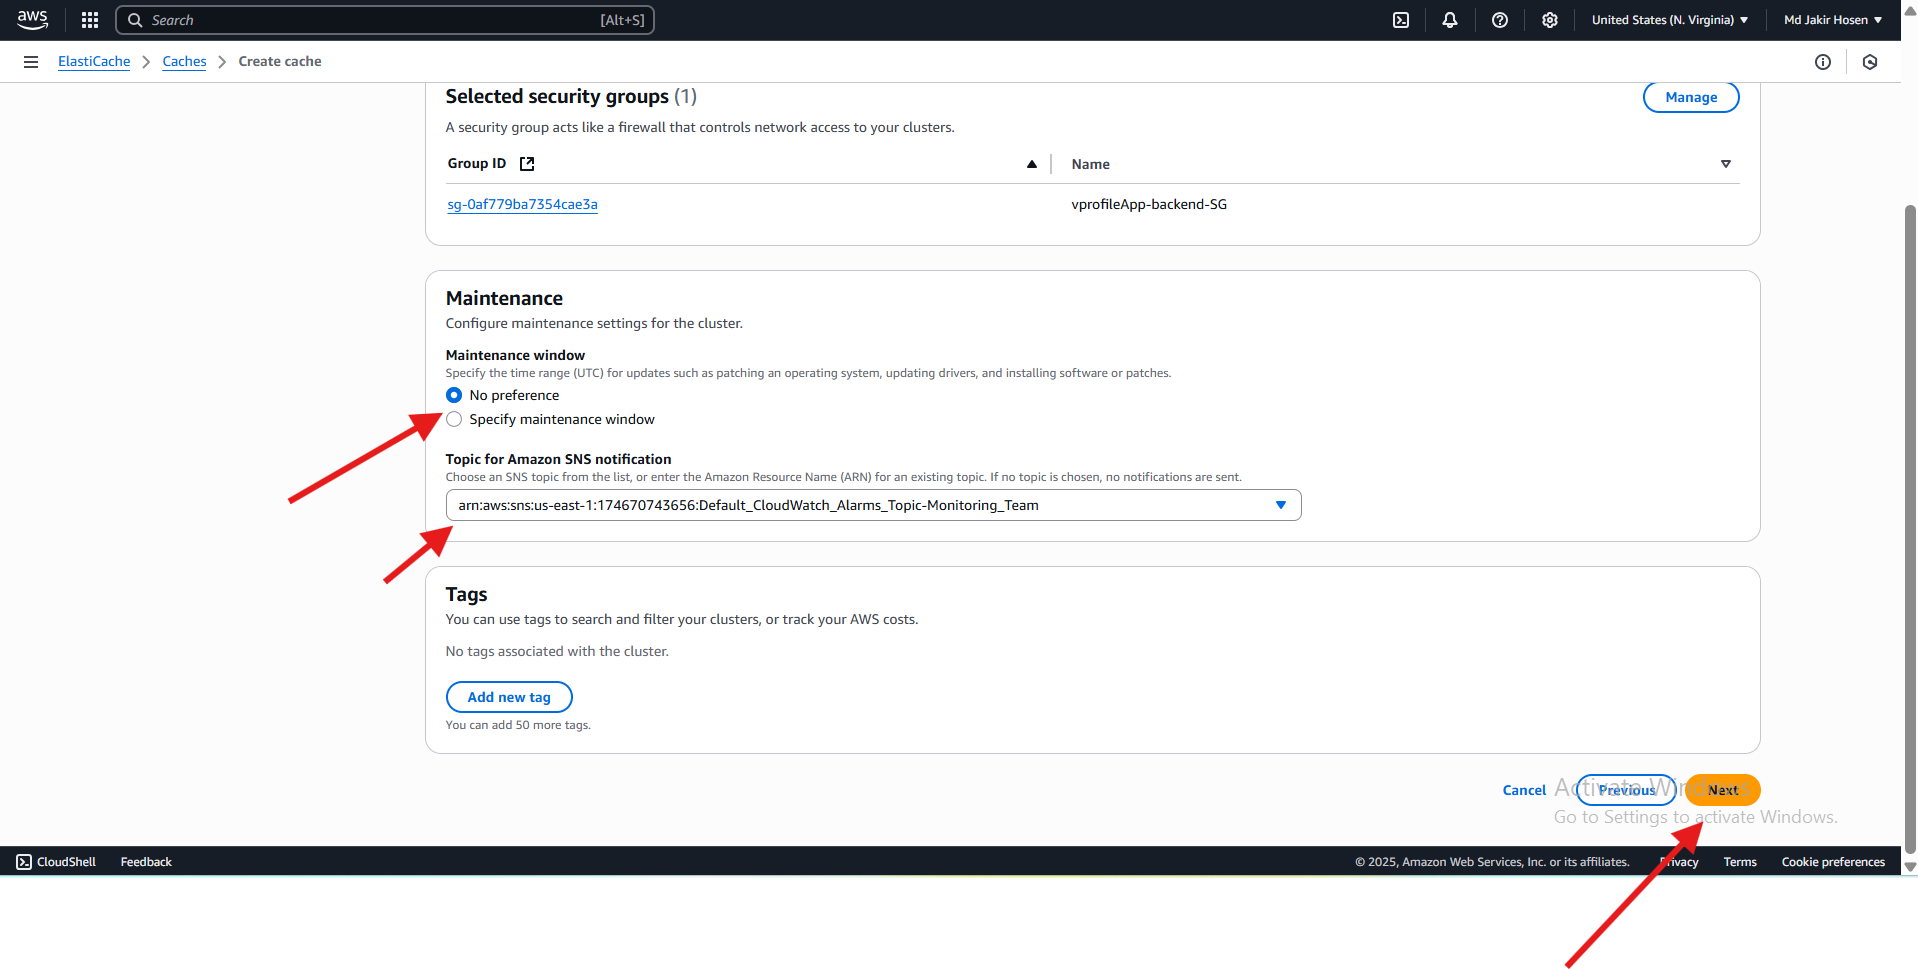 aws
Search [Alt+S]
United States (N. Virginia) Md Jakir Hosen
ElastiCache Caches Create cache
Selected security groups (1)
Manage
A security group acts like a firewall that controls network access to your clusters.
Group ID Name
sg-0af779ba7354cae3a vprofileApp-backend-SG
Maintenance
Configure maintenance settings for the cluster.
Maintenance window
Specify the time range (UTC) for updates such as patching an operating system, updating drivers, and installing software or patches.
No preference
Specify maintenance window
Topic for Amazon SNS notification
Choose an SNS topic from the list, or enter the Amazon Resource Name (ARN) for an existing topic. If no topic is chosen, no notifications are sent.
arn:aws:sns:us-east-1:174670743656:Default_CloudWatch_Alarms_Topic-Monitoring_Team
Tags
You can use tags to search and filter your clusters, or track your AWS costs.
No tags associated with the cluster.
Add new tag
You can add 50 more tags.
Cancel Previous Next
Activate Windows
Go to Settings to activate Windows.
CloudShell Feedback © 2025, Amazon Web Services, Inc. or its affiliates. Privacy Terms Cookie preferences